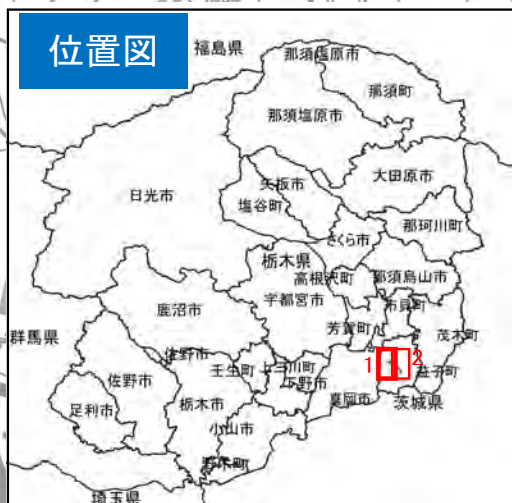 位置図
福島県
那須塩原市
那須町
那須塩原市
大田原市
矢板市
日光市
塩谷町
那珂川町
さくら市
栃木県
高根沢町
那須烏山市
宇都宮市
市貝町
鹿沼市
芳賀町
茂木町
群馬県
1
2
佐野市
壬生町
上三川町
益子町
下野市
佐野市
真岡市
茨城県
栃木市
足利市
小山市
野木町
埼玉県